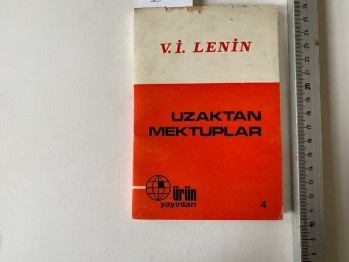 V.İ. LENİN
UZAKTAN
MEKTUPLAR
ürün
yayınları
4